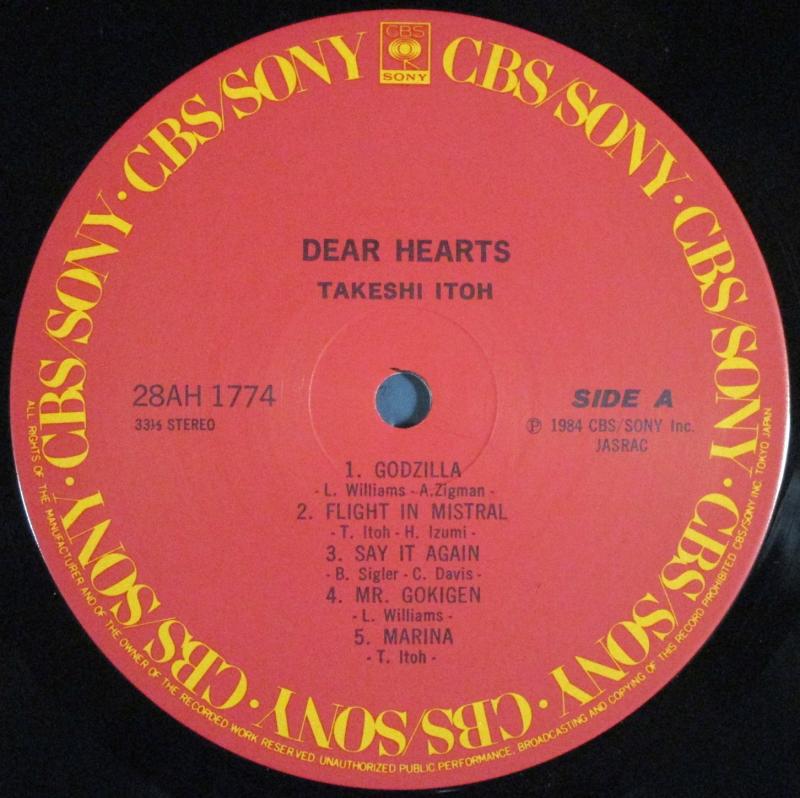 CBS
SONY
CBS/SONY · CBS/SONY · CBS/SONY · CBS/SONY · CBS/SONY · CBS/SONY · CBS/SONY · CBS/SONY
DEAR HEARTS
TAKESHI ITOH
28AH 1774
33⅓ STEREO
SIDE A
Ⓟ 1984 CBS/SONY Inc.
JASRAC
1. GODZILLA
- L. Williams - A.Zigman -
2. FLIGHT IN MISTRAL
- T. Itoh - H. Izumi -
3. SAY IT AGAIN
- B. Sigler - C. Davis -
4. MR. GOKIGEN
- L. Williams -
5. MARINA
- T. Itoh -
ALL RIGHTS OF THE MANUFACTURER AND OF THE OWNER OF THE RECORDED WORK RESERVED UNAUTHORIZED PUBLIC PERFORMANCE, BROADCASTING AND COPYING OF THIS RECORD PROHIBITED CBS/SONY INC. TOKYO JAPAN